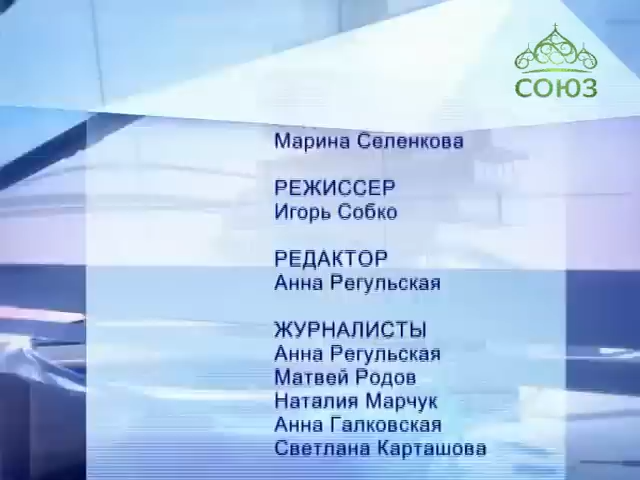 СОЮЗ
Марина Селенкова
РЕЖИССЕР
Игорь Собко
РЕДАКТОР
Анна Регульская
ЖУРНАЛИСТЫ
Анна Регульская
Матвей Родов
Наталия Марчук
Анна Галковская
Светлана Карташова